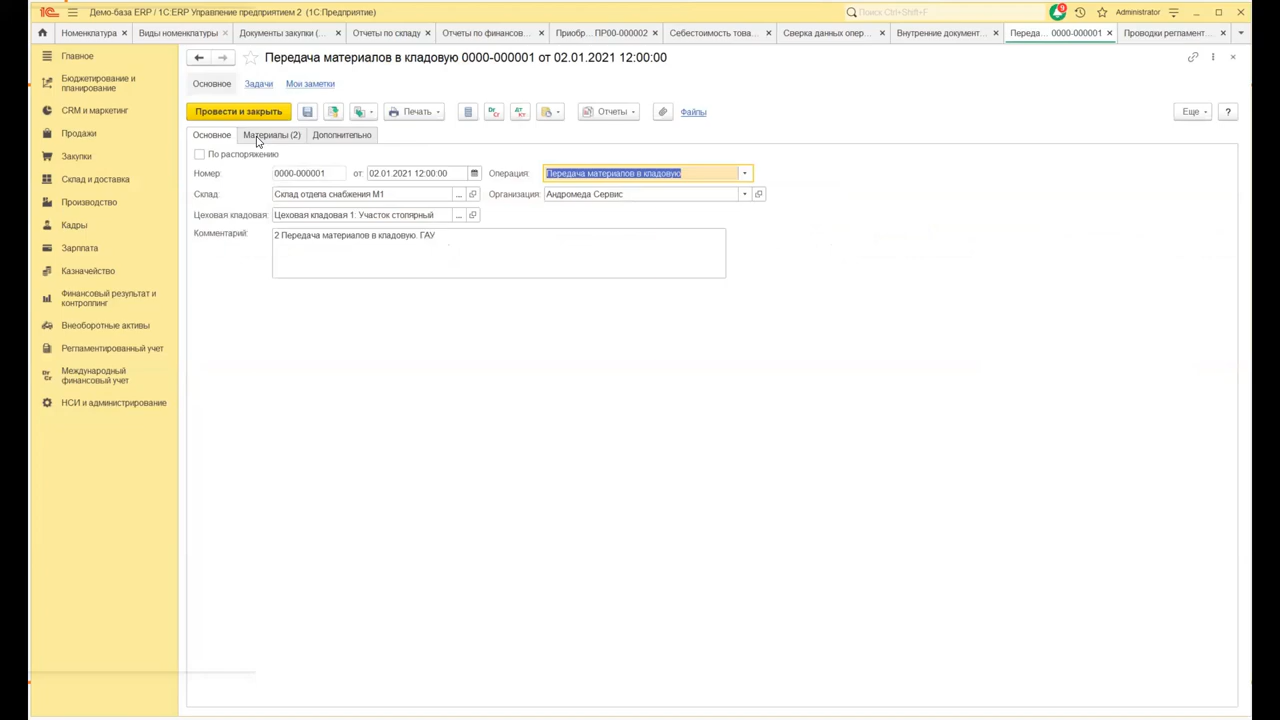 Демо-база ERP / 1С:ERP Управление предприятием 2 (1С:Предприятие)
Поиск Ctrl+Shift+F
Administrator
Номенклатура
Виды номенклатуры
Документы закупки (...
Отчеты по складу
Отчеты по финансов...
Приобр... ПР00-000002
Себестоимость това...
Сверка данных опер...
Внутренние документ...
Переда... 0000-000001
Проводки регламент...
Главное
Бюджетирование и
планирование
CRM и маркетинг
Продажи
Закупки
Склад и доставка
Производство
Кадры
Зарплата
Казначейство
Финансовый результат и
контроллинг
Внеоборотные активы
Регламентированный учет
Международный
финансовый учет
НСИ и администрирование
Передача материалов в кладовую 0000-000001 от 02.01.2021 12:00:00
Основное Задачи Мои заметки
Провести и закрыть Печать Отчеты Файлы Еще ?
Основное Материалы (2) Дополнительно
По распоряжению
Номер 0000-000001 от 02.01.2021 12:00:00 Операция: Передача материалов в кладовую
Склад Склад отдела снабжения М1 ... Организация: Андромеда Сервис
Цеховая кладовая: Цеховая кладовая 1. Участок столярный ...
Комментарий: 2 Передача материалов в кладовую. ГАУ